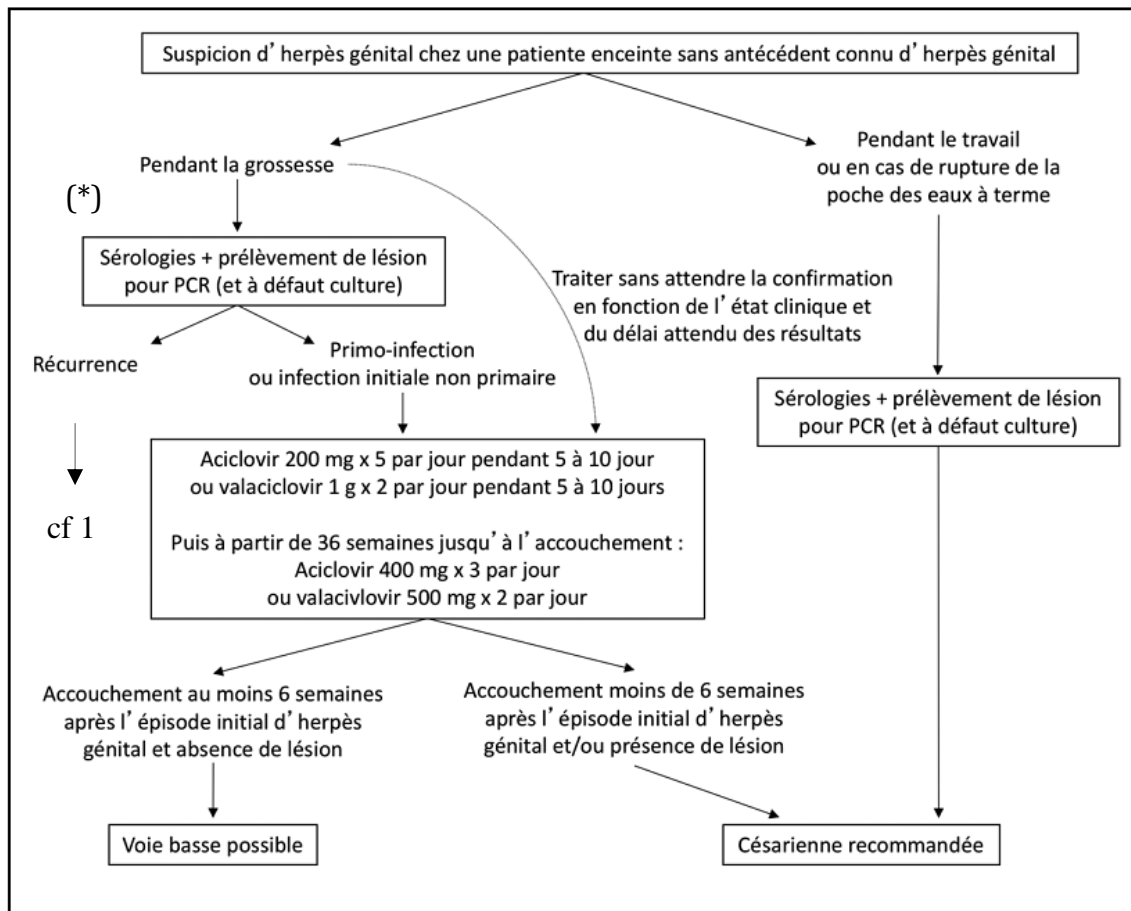 Suspicion d'herpès génital chez une patiente enceinte sans antécédent connu d'herpès génital
Pendant la grossesse
Pendant le travail
ou en cas de rupture de la
poche des eaux à terme
(*)
Sérologies + prélèvement de lésion
pour PCR (et à défaut culture)
Traiter sans attendre la confirmation
en fonction de l'état clinique et
du délai attendu des résultats
Récurrence
Primo-infection
ou infection initiale non primaire
Sérologies + prélèvement de lésion
pour PCR (et à défaut culture)
cf 1
Aciclovir 200 mg x 5 par jour pendant 5 à 10 jour
ou valaciclovir 1 g x 2 par jour pendant 5 à 10 jours
Puis à partir de 36 semaines jusqu'à l'accouchement :
Aciclovir 400 mg x 3 par jour
ou valacivlovir 500 mg x 2 par jour
Accouchement au moins 6 semaines
après l'épisode initial d'herpès
génital et absence de lésion
Accouchement moins de 6 semaines
après l'épisode initial d'herpès
génital et/ou présence de lésion
Voie basse possible
Césarienne recommandée